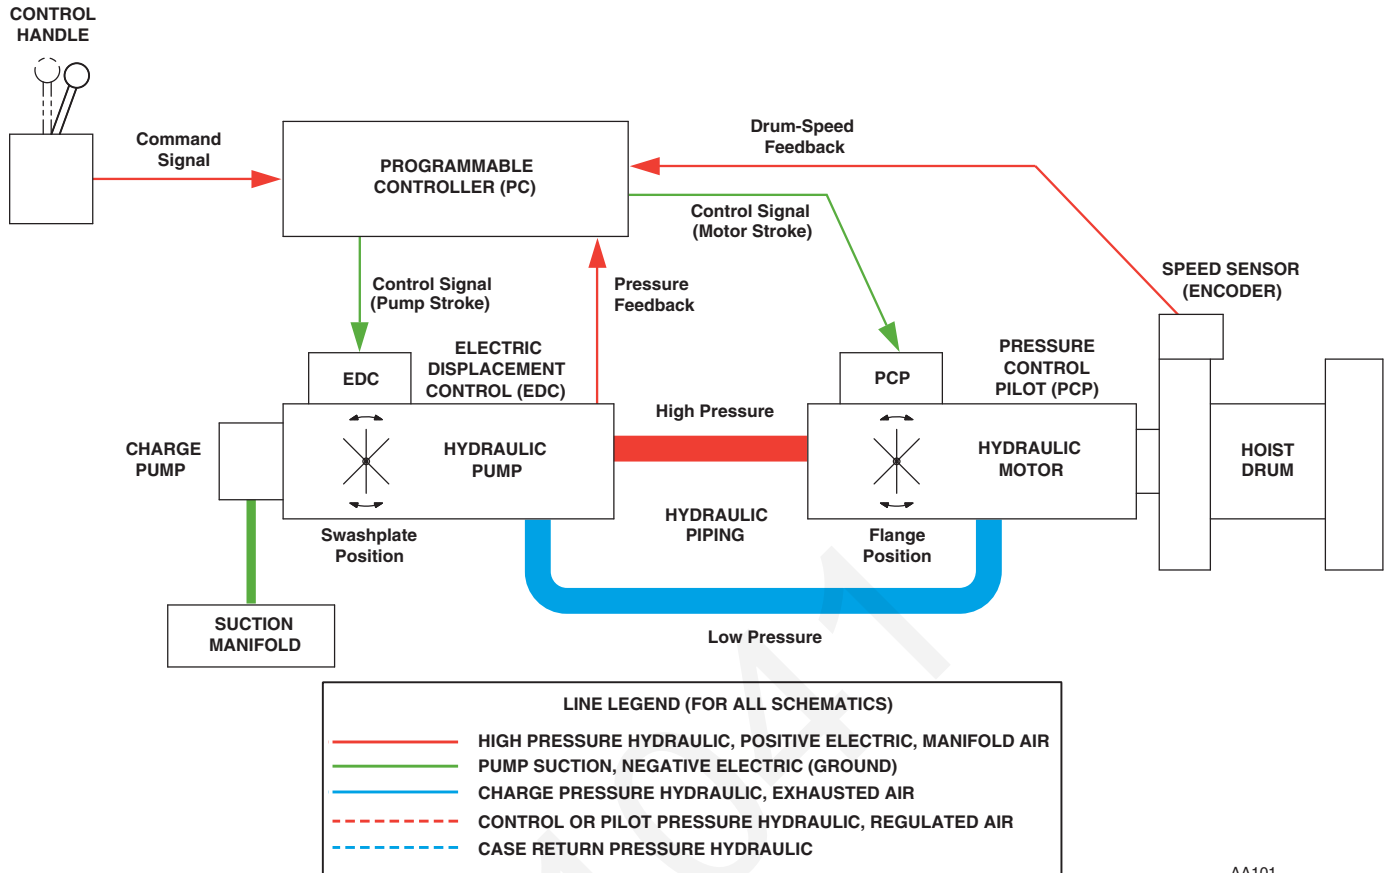 CONTROL
HANDLE
Command
Signal
PROGRAMMABLE
CONTROLLER (PC)
Drum-Speed
Feedback
Control Signal
(Motor Stroke)
Control Signal
(Pump Stroke)
Pressure
Feedback
SPEED SENSOR
(ENCODER)
EDC
ELECTRIC
DISPLACEMENT
CONTROL (EDC)
PCP
PRESSURE
CONTROL
PILOT (PCP)
High Pressure
CHARGE
PUMP
HYDRAULIC
PUMP
HYDRAULIC
MOTOR
HOIST
DRUM
Swashplate
Position
HYDRAULIC
PIPING
Flange
Position
SUCTION
MANIFOLD
Low Pressure
LINE LEGEND (FOR ALL SCHEMATICS)
HIGH PRESSURE HYDRAULIC, POSITIVE ELECTRIC, MANIFOLD AIR
PUMP SUCTION, NEGATIVE ELECTRIC (GROUND)
CHARGE PRESSURE HYDRAULIC, EXHAUSTED AIR
CONTROL OR PILOT PRESSURE HYDRAULIC, REGULATED AIR
CASE RETURN PRESSURE HYDRAULIC
AA101
1041